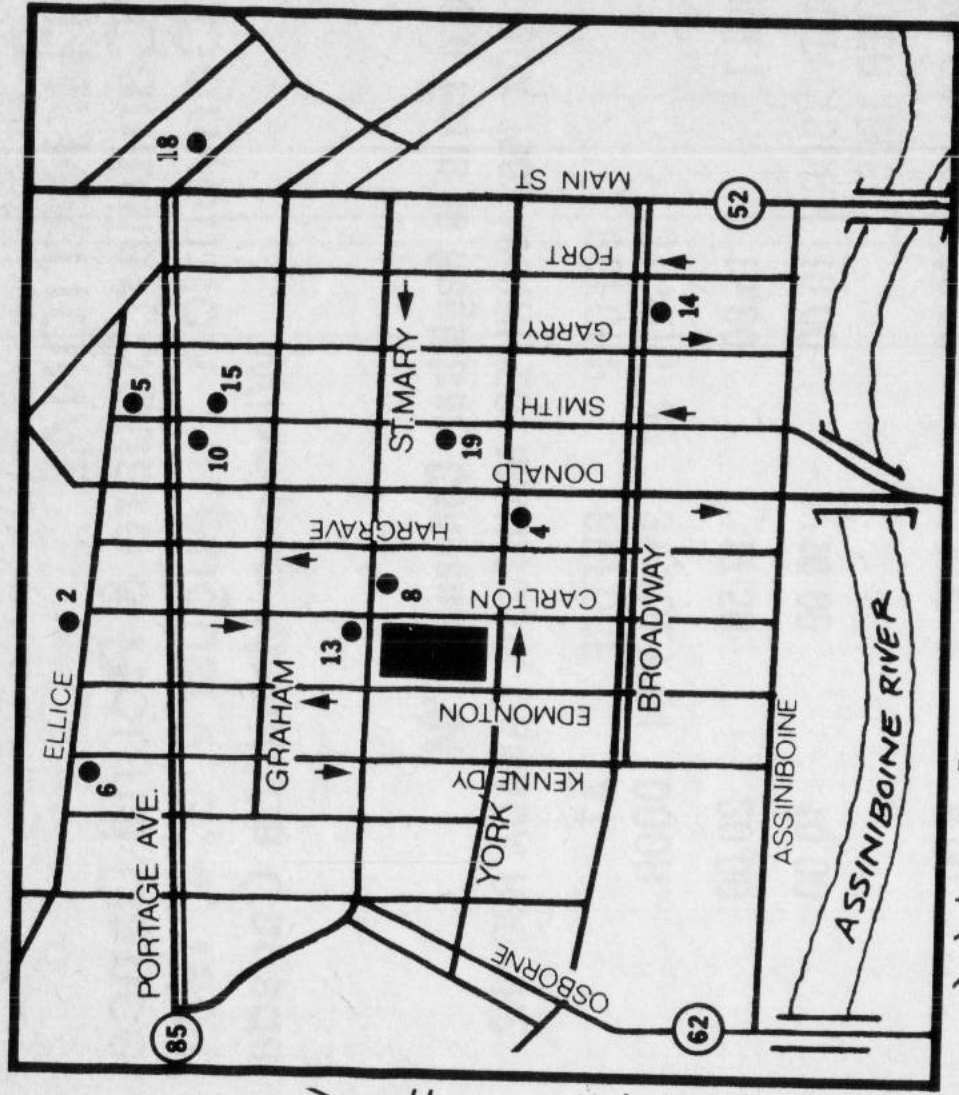 18
MAIN ST
52
FORT
14
GARRY
ST. MARY
5
15
SMITH
10
19
DONALD
HARGRAVE
4
2
8
CARLTON
BROADWAY
13
ELLICE
GRAHAM
EDMONTON
6
KENNEDY
YORK
ASSINIBOINE
ASSINIBOINE RIVER
PORTAGE AVE.
OSBORNE
85
62